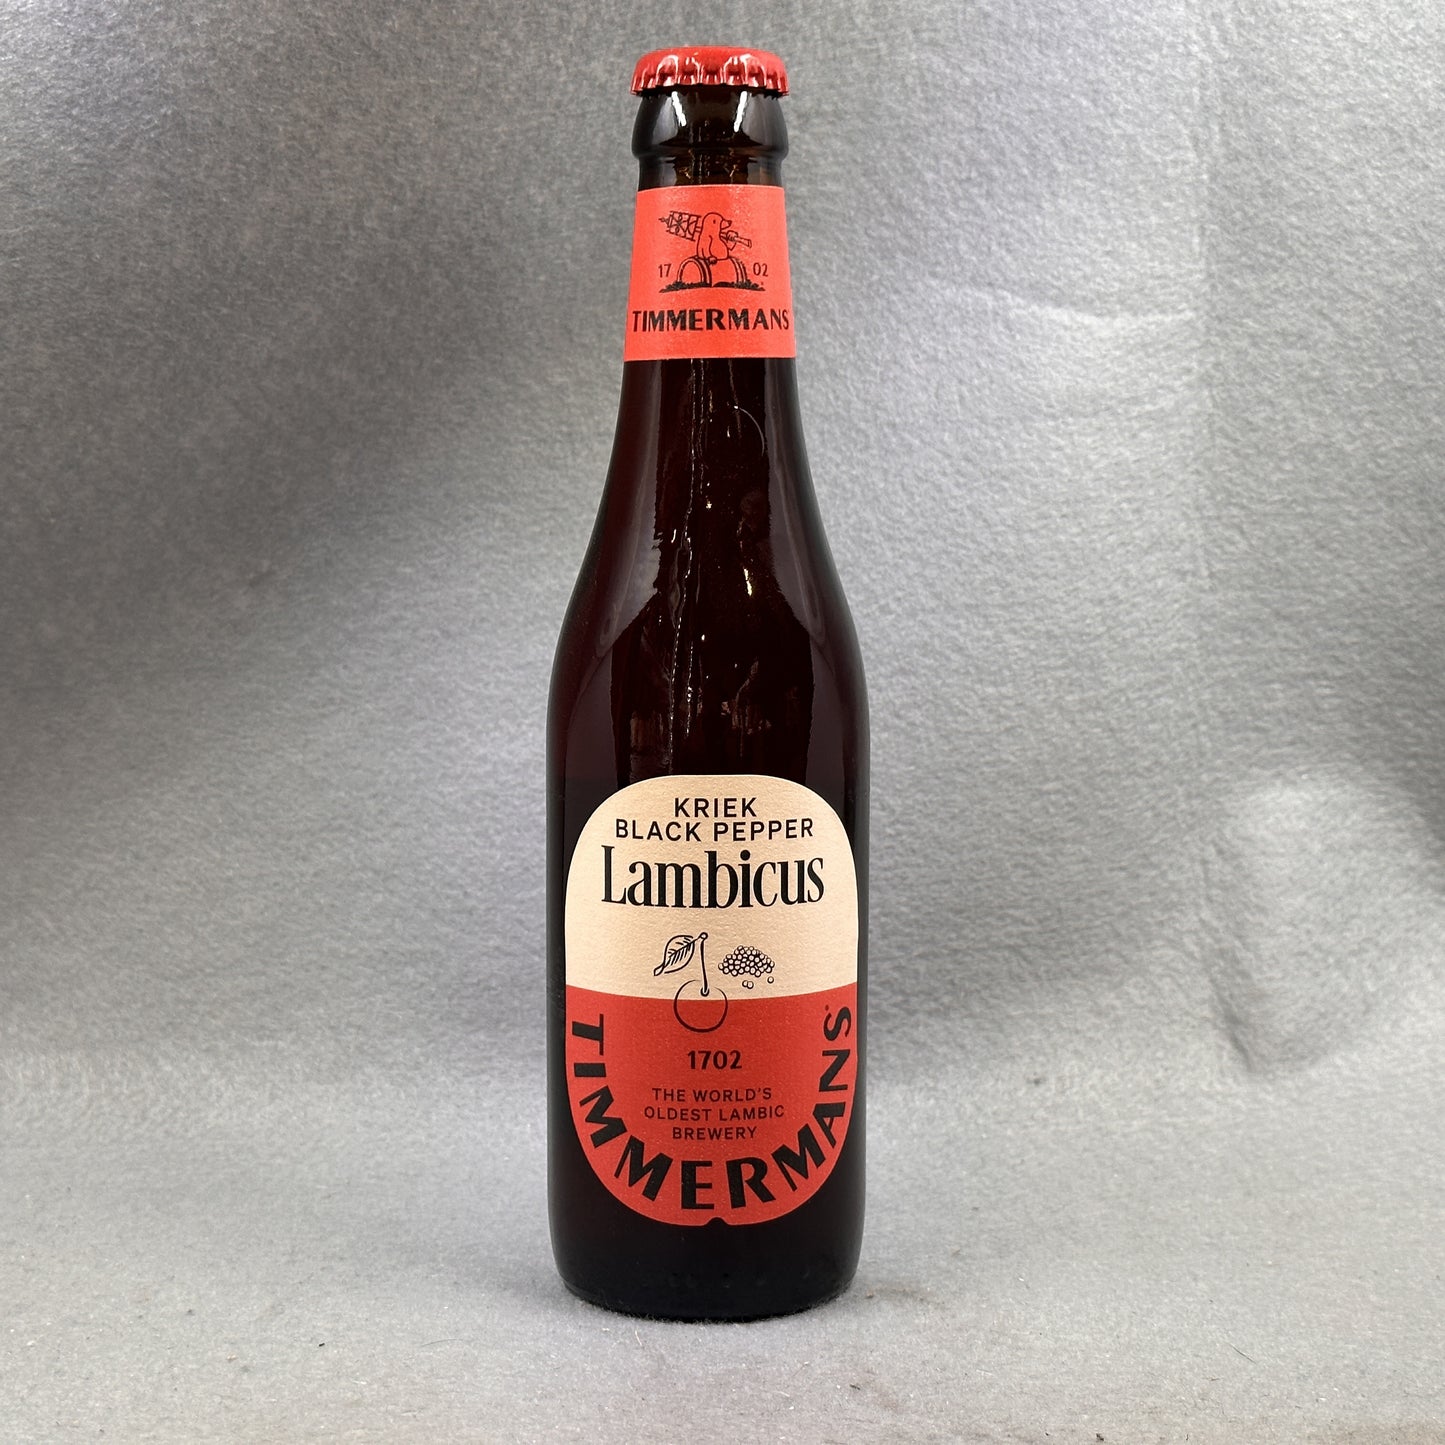 17 02
TIMMERMANS
KRIEK
BLACK PEPPER
Lambicus
1702
THE WORLD'S
OLDEST LAMBIC
BREWERY
TIMMERMANS